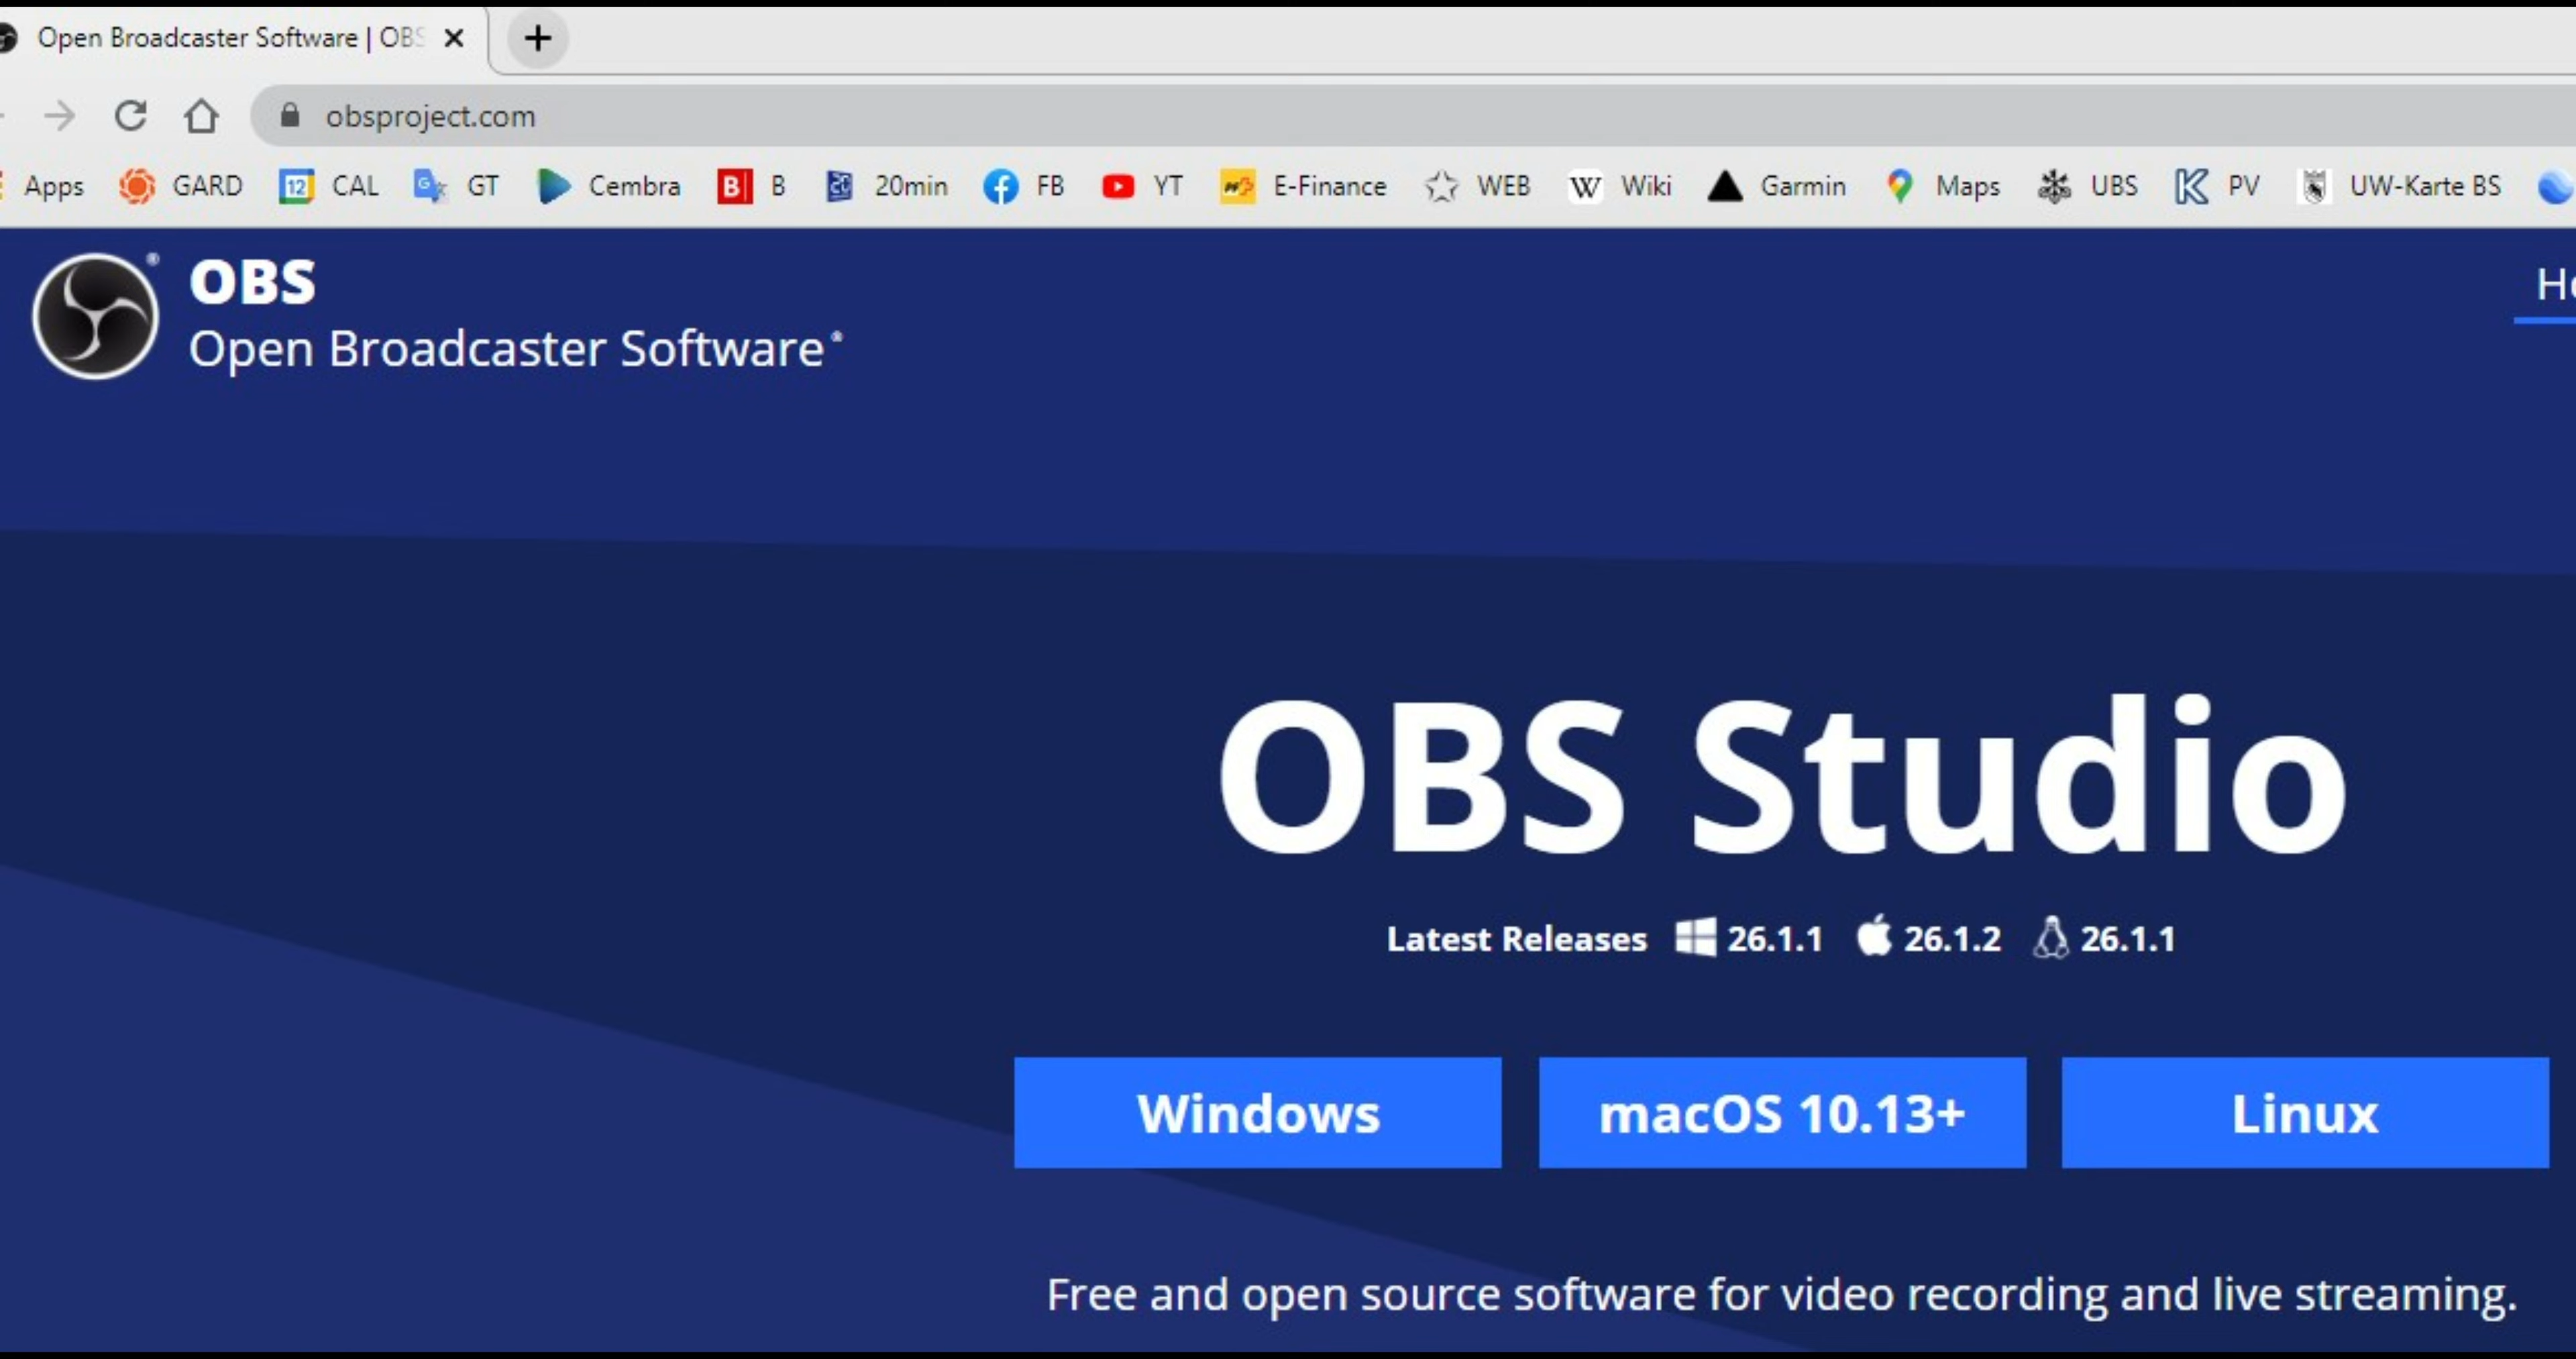 Open Broadcaster Software | OBS
obsproject.com
Apps GARD 12 CAL GT Cembra B B 20min FB YT E-Finance WEB W Wiki Garmin Maps UBS PV UW-Karte BS
OBS
Open Broadcaster Software®
OBS Studio
Latest Releases 26.1.1 26.1.2 26.1.1
Windows macOS 10.13+ Linux
Free and open source software for video recording and live streaming.